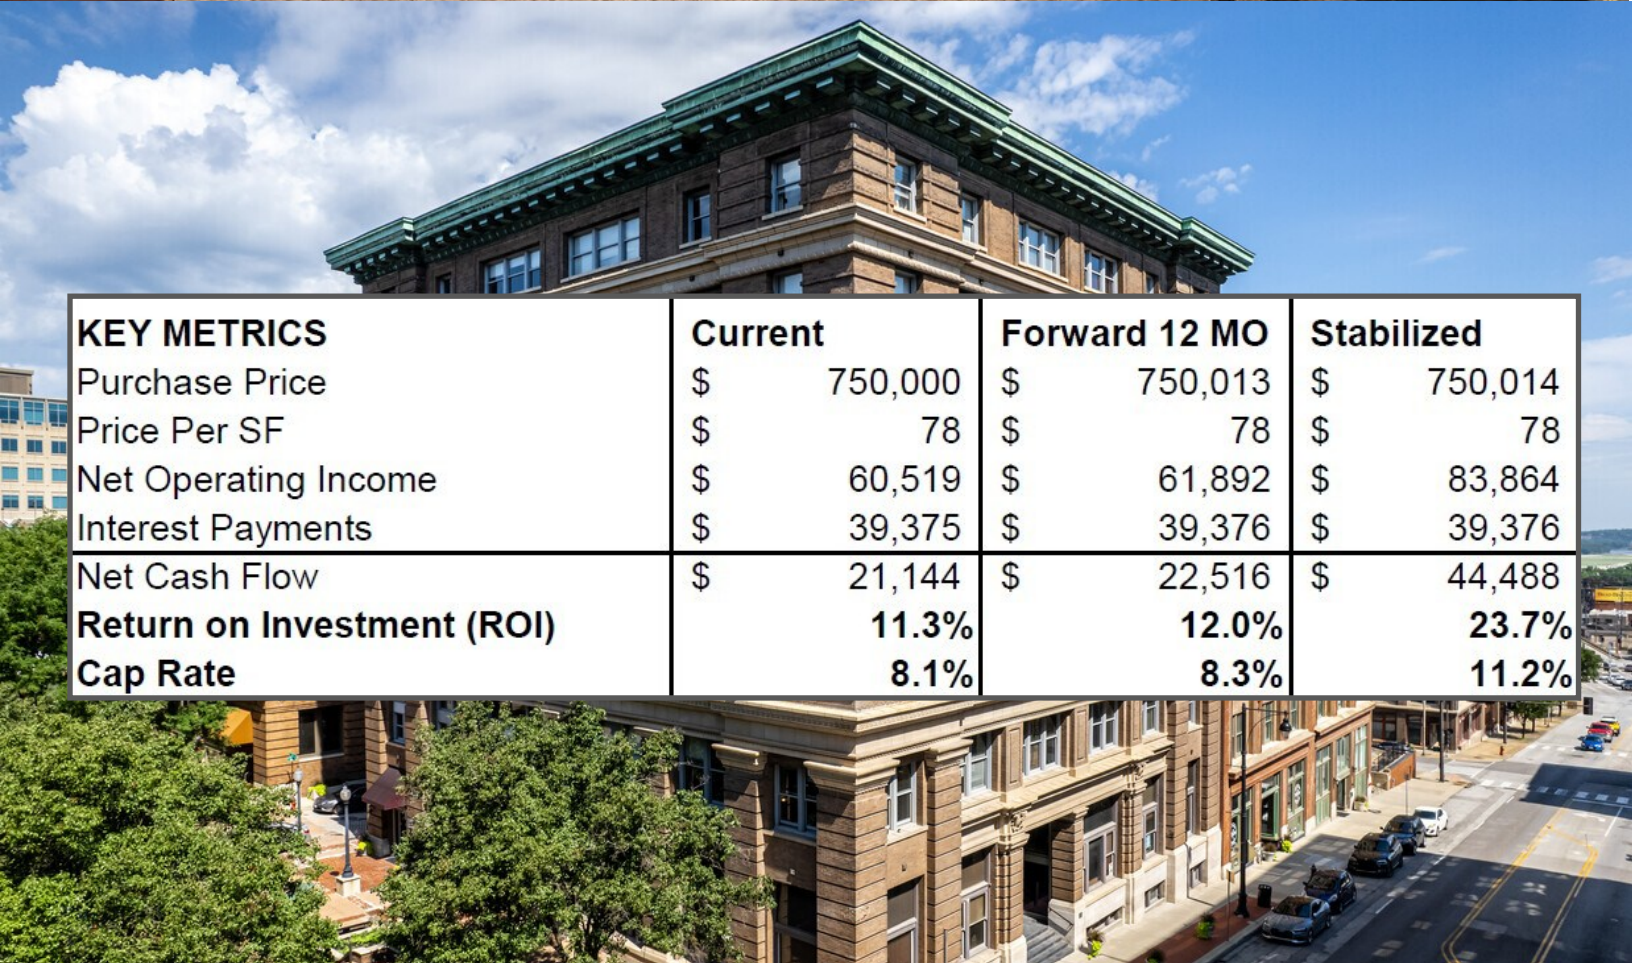 KEY METRICS Current Forward 12 MO Stabilized
Purchase Price $ 750,000 $ 750,013 $ 750,014
Price Per SF $ 78 $ 78 $ 78
Net Operating Income $ 60,519 $ 61,892 $ 83,864
Interest Payments $ 39,375 $ 39,376 $ 39,376
Net Cash Flow $ 21,144 $ 22,516 $ 44,488
Return on Investment (ROI) 11.3% 12.0% 23.7%
Cap Rate 8.1% 8.3% 11.2%